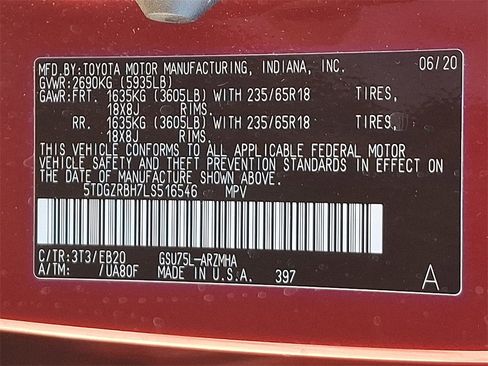 MFD.BY:TOYOTA MOTOR MANUFACTURING, INDIANA, INC. 06/20
GVWR:2690KG (5935LB)
GAWR:FRT. 1635KG (3605LB) WITH 235/65R18 TIRES,
18X8J RIMS,
RR. 1635KG (3605LB) WITH 235/65R18 TIRES,
18X8J RIMS.
THIS VEHICLE CONFORMS TO ALL APPLICABLE FEDERAL MOTOR
VEHICLE SAFETY AND THEFT PREVENTION STANDARDS IN EFFECT ON
THE DATE OF MANUFACTURE SHOWN ABOVE.
5TDGZRBH7LS516546 MPV
C/TR:3T3/EB20 GSU75L-ARZMHA
A/TM: /UA80F MADE IN U.S.A. 397 A